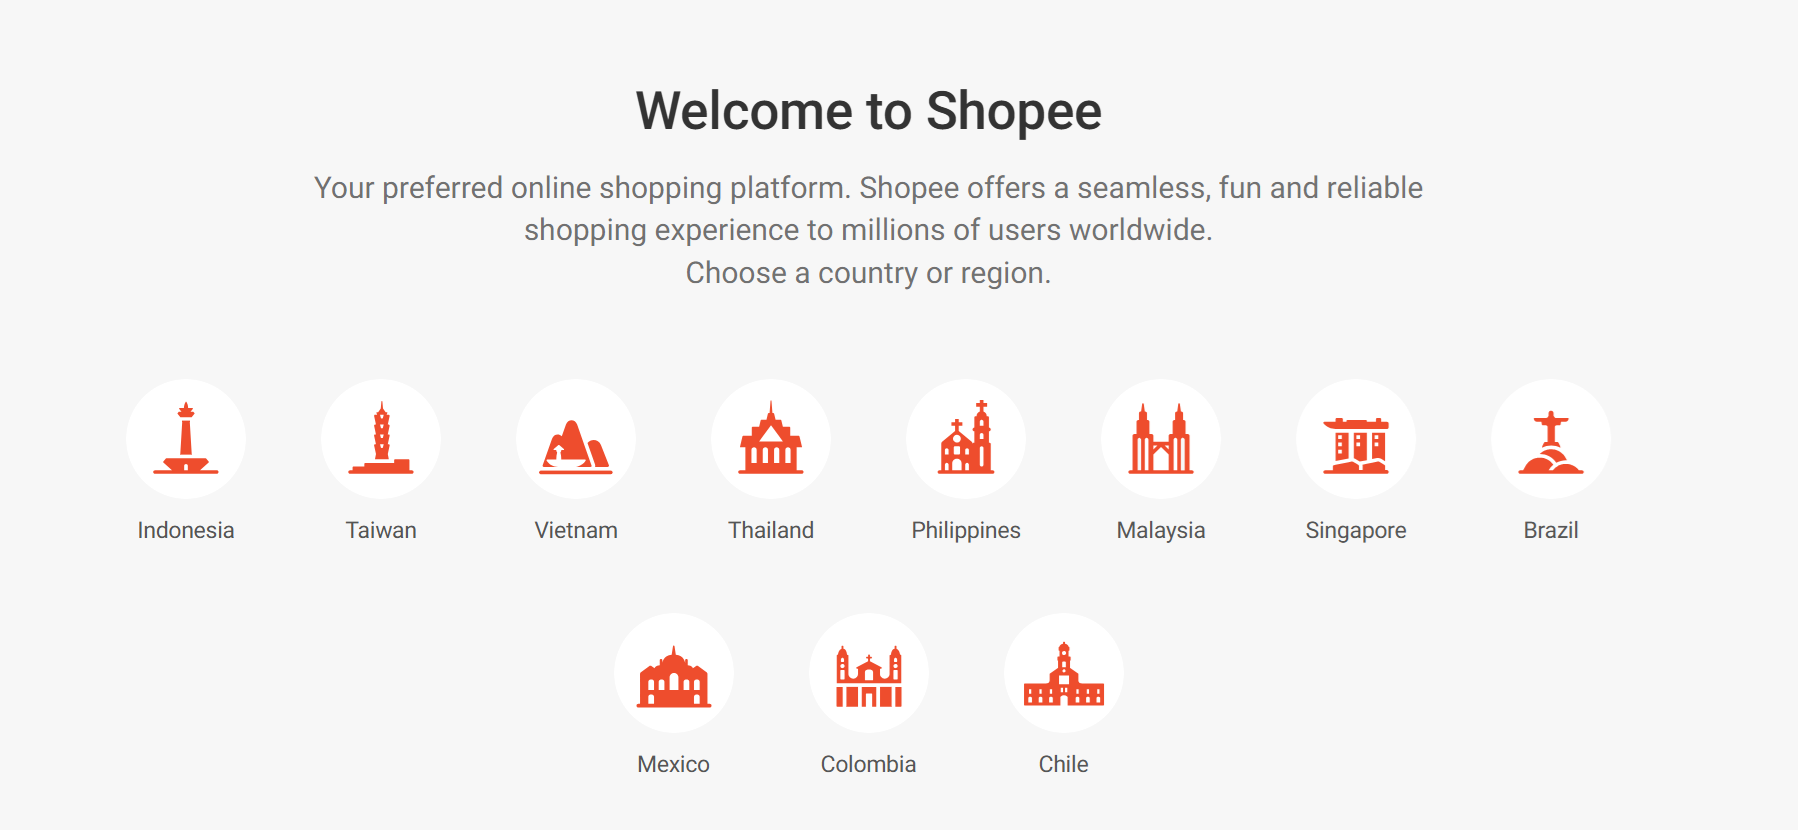 Welcome to Shopee
Your preferred online shopping platform. Shopee offers a seamless, fun and reliable
shopping experience to millions of users worldwide.
Choose a country or region.
Indonesia
Taiwan
Vietnam
Thailand
Philippines
Malaysia
Singapore
Brazil
Mexico
Colombia
Chile